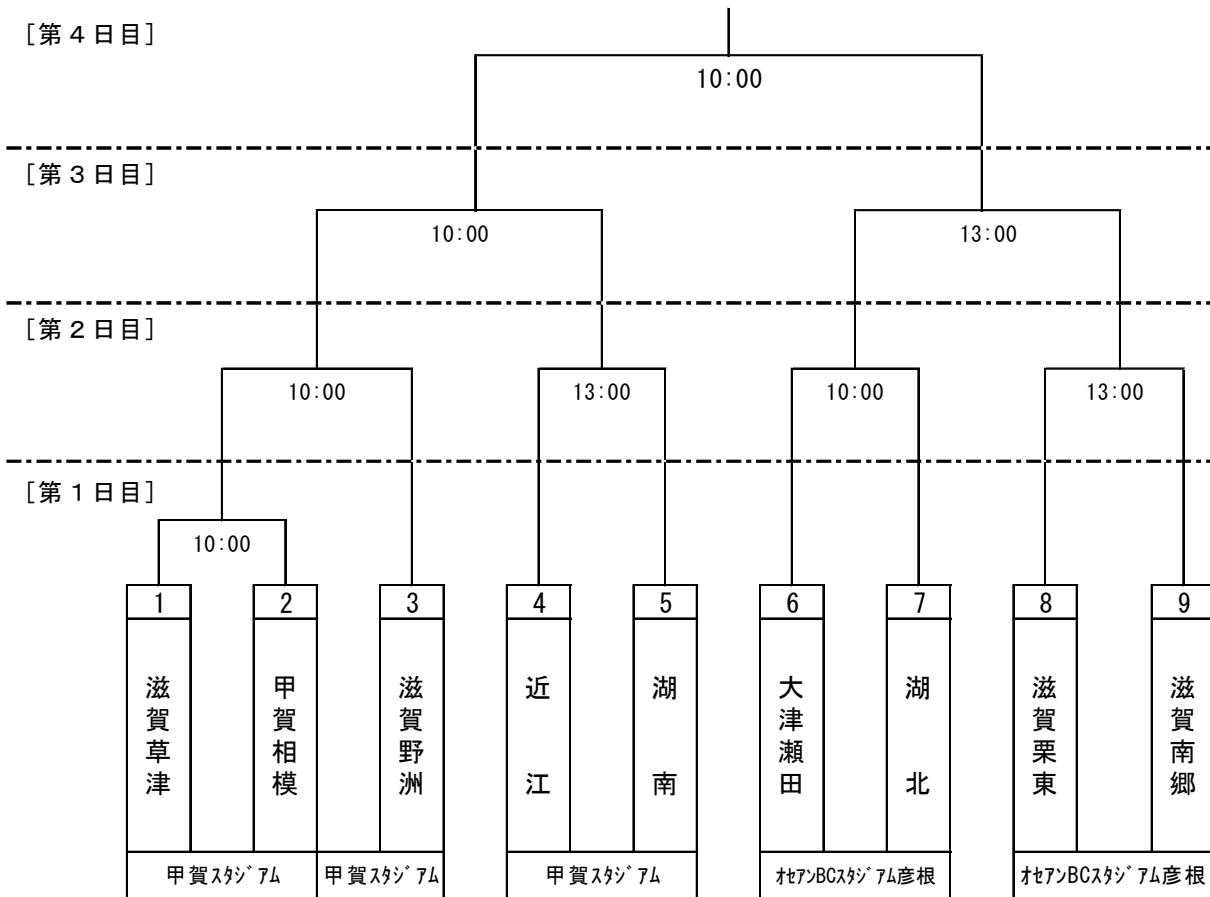 ［第４日目］
10:00
［第３日目］
10:00
13:00
［第２日目］
10:00
13:00
10:00
13:00
［第１日目］
10:00
1
2
3
4
5
6
7
8
9
滋賀草津
甲賀相模
滋賀野洲
近江
湖南
大津瀬田
湖北
滋賀栗東
滋賀南郷
甲賀ｽﾀｼﾞｱﾑ
甲賀ｽﾀｼﾞｱﾑ
甲賀ｽﾀｼﾞｱﾑ
ｵｾｱﾝBCｽﾀｼﾞｱﾑ彦根
ｵｾｱﾝBCｽﾀｼﾞｱﾑ彦根